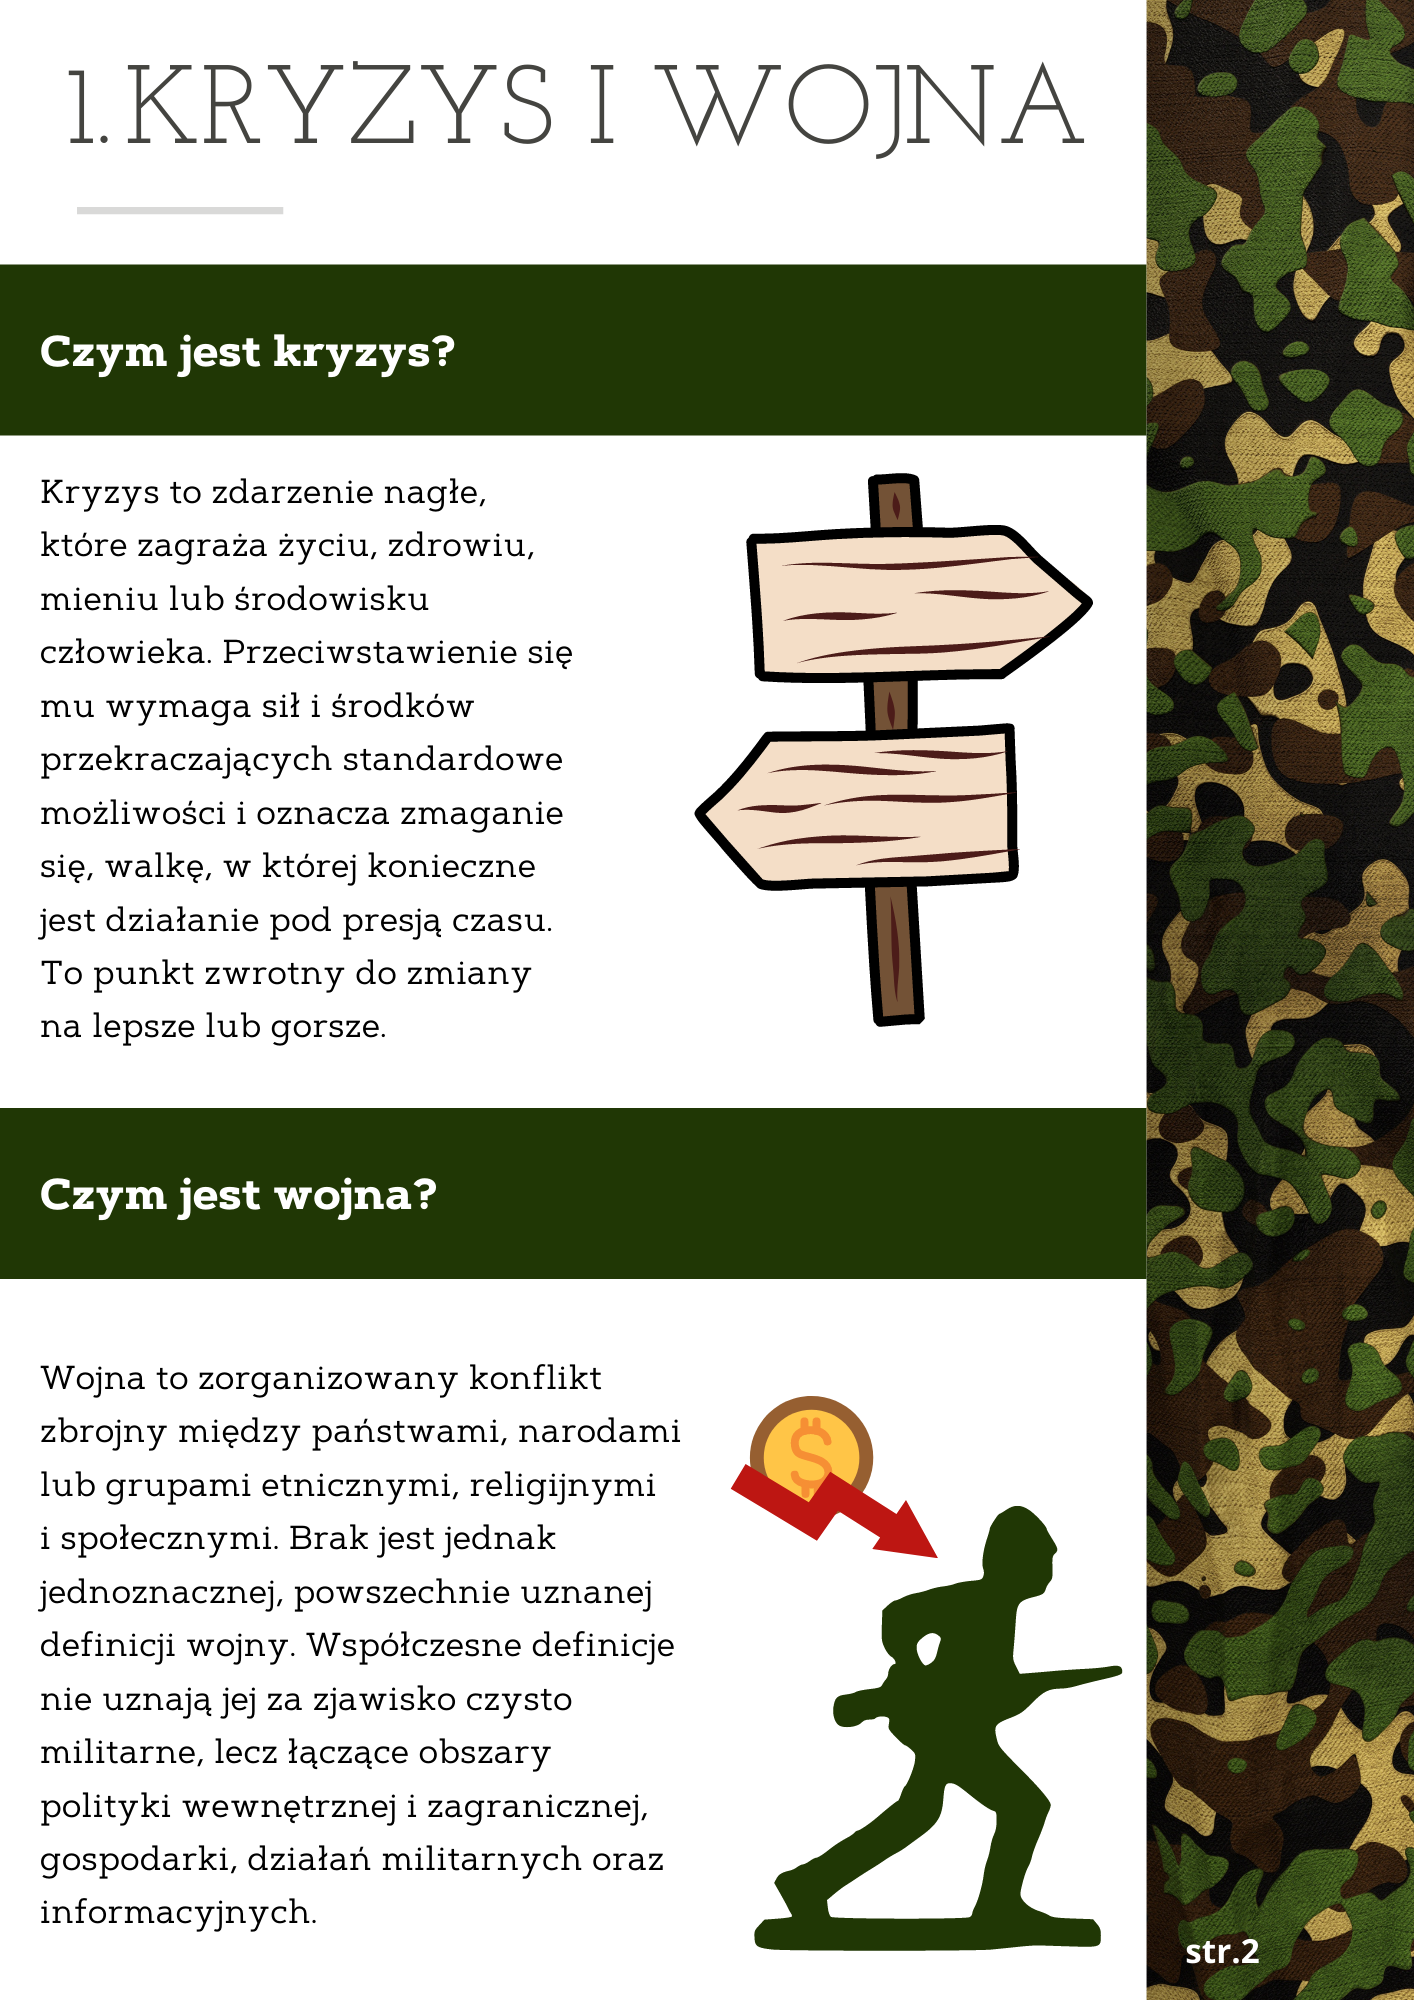 1. KRYZYS I WOJNA
Czym jest kryzys?
Kryzys to zdarzenie nagłe,
które zagraża życiu, zdrowiu,
mieniu lub środowisku
człowieka. Przeciwstawienie się
mu wymaga sił i środków
przekraczających standardowe
możliwości i oznacza zmaganie
się, walkę, w której konieczne
jest działanie pod presją czasu.
To punkt zwrotny do zmiany
na lepsze lub gorsze.
Czym jest wojna?
Wojna to zorganizowany konflikt
zbrojny między państwami, narodami
lub grupami etnicznymi, religijnymi
i społecznymi. Brak jest jednak
jednoznacznej, powszechnie uznanej
definicji wojny. Współczesne definicje
nie uznają jej za zjawisko czysto
militarne, lecz łączące obszary
polityki wewnętrznej i zagranicznej,
gospodarki, działań militarnych oraz
informacyjnych.
$
str.2